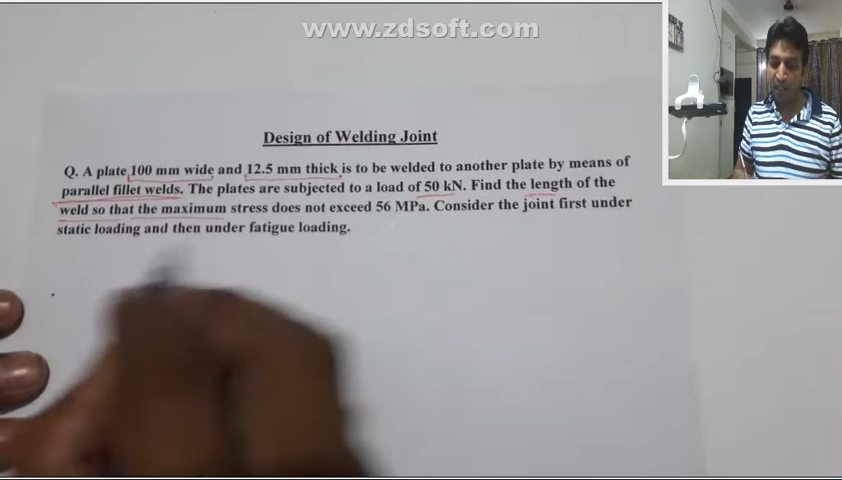 www.zdsoft.com
Design of Welding Joint
Q. A plate 100 mm wide and 12.5 mm thick is to be welded to another plate by means of
parallel fillet welds. The plates are subjected to a load of 50 kN. Find the length of the
weld so that the maximum stress does not exceed 56 MPa. Consider the joint first under
static loading and then under fatigue loading.